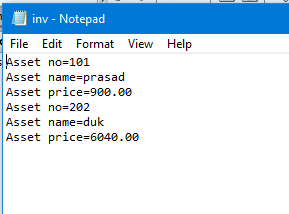 inv - Notepad
File Edit Format View Help
Asset no=101
Asset name=prasad
Asset price=900.00
Asset no=202
Asset name=duk
Asset price=6040.00